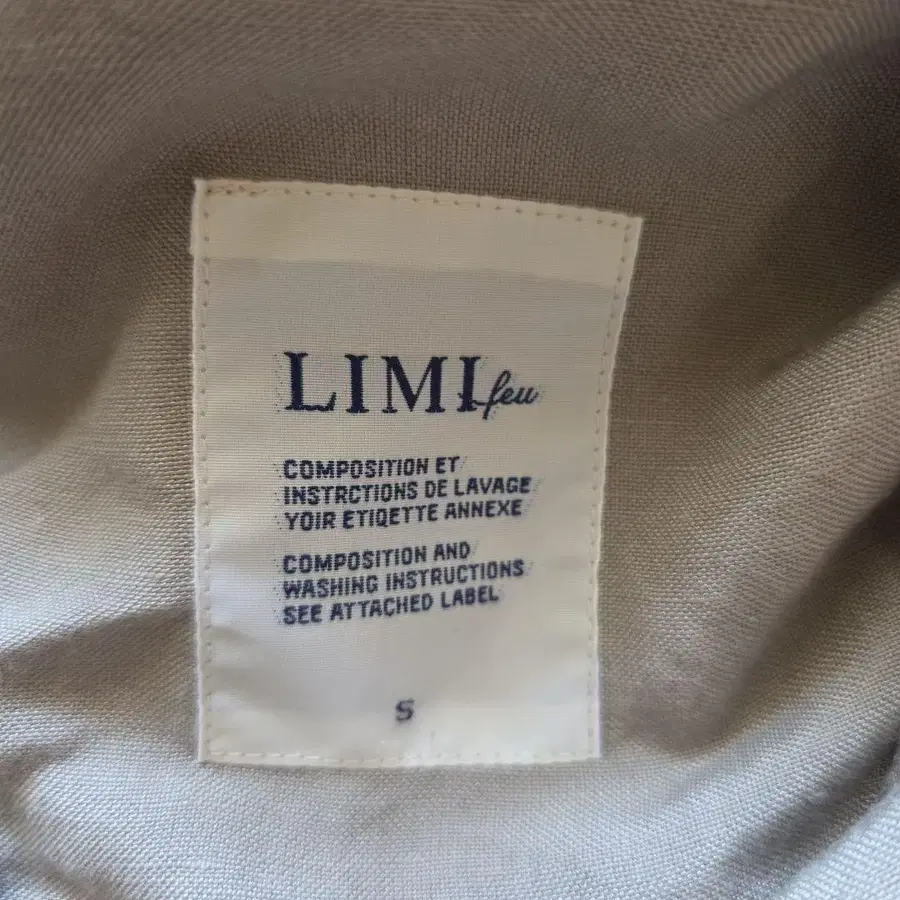 LIMI feu
COMPOSITION ET
INSTRCTIONS DE LAVAGE
YOIR ETIQETTE ANNEXE
COMPOSITION AND
WASHING INSTRUCTIONS
SEE ATTACHED LABEL
S